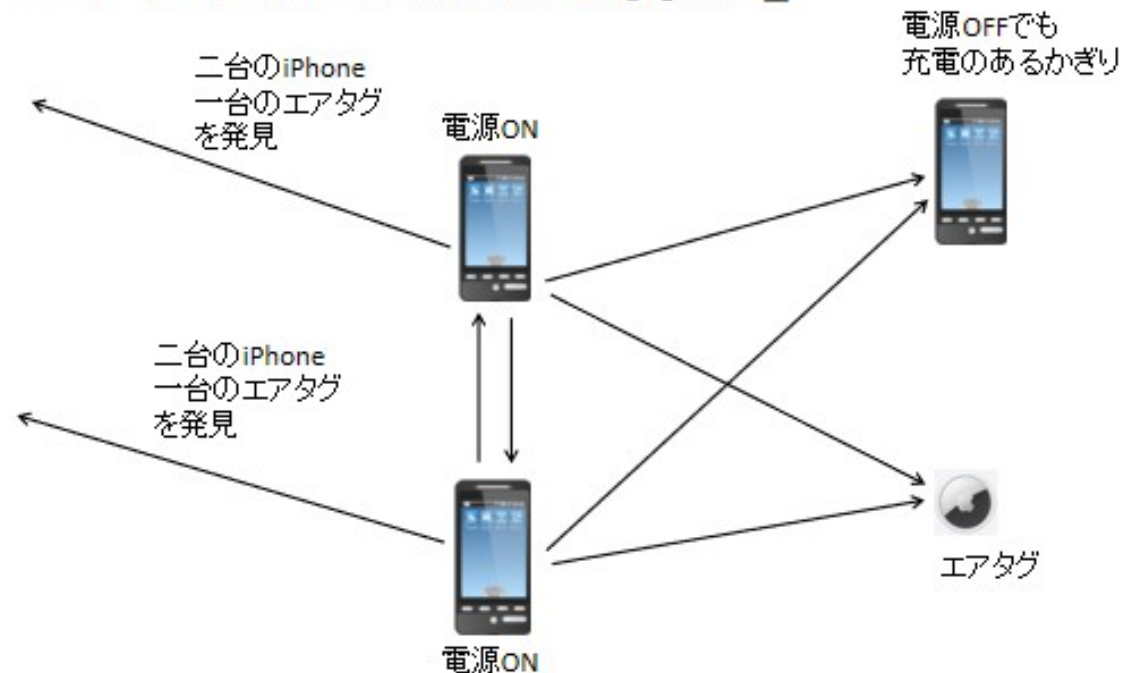 電源OFFでも
充電のあるかぎり
二台のiPhone
一台のエアタグ
を発見
電源ON
二台のiPhone
一台のエアタグ
を発見
エアタグ
電源ON